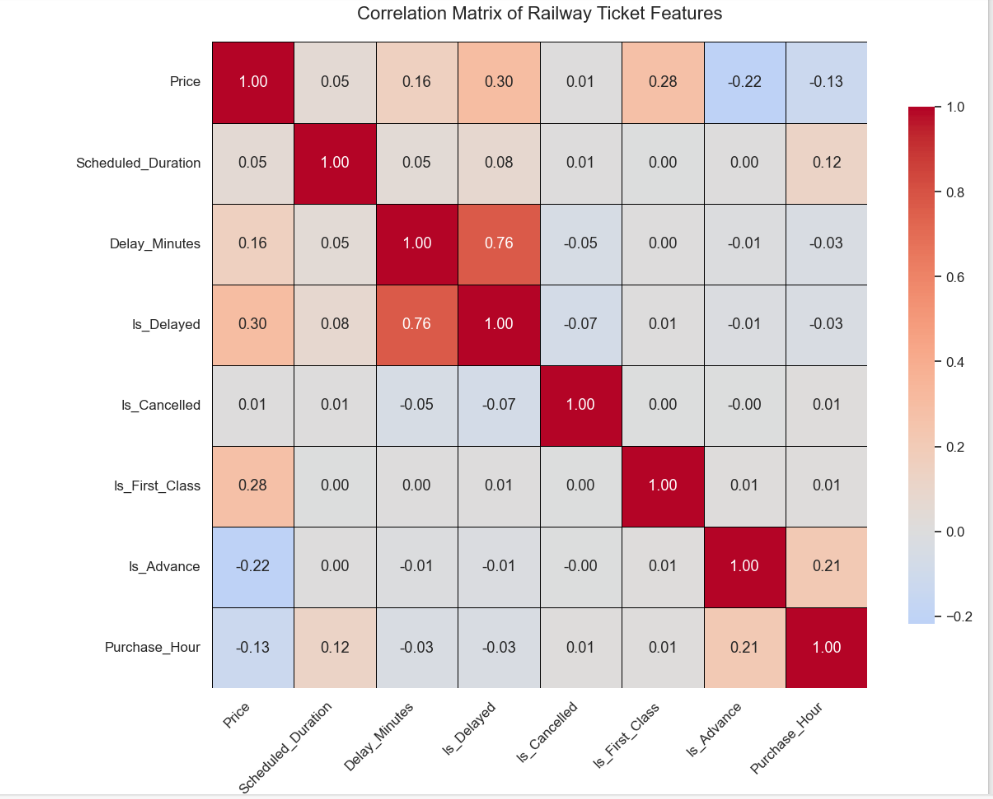 Correlation Matrix of Railway Ticket Features
Price 1.00 0.05 0.16 0.30 0.01 0.28 -0.22 -0.13
Scheduled_Duration 0.05 1.00 0.05 0.08 0.01 0.00 0.00 0.12
Delay_Minutes 0.16 0.05 1.00 0.76 -0.05 0.00 -0.01 -0.03
Is_Delayed 0.30 0.08 0.76 1.00 -0.07 0.01 -0.01 -0.03
Is_Cancelled 0.01 0.01 -0.05 -0.07 1.00 0.00 -0.00 0.01
Is_First_Class 0.28 0.00 0.00 0.01 0.00 1.00 0.01 0.01
Is_Advance -0.22 0.00 -0.01 -0.01 -0.00 0.01 1.00 0.21
Purchase_Hour -0.13 0.12 -0.03 -0.03 0.01 0.01 0.21 1.00
Price Scheduled_Duration Delay_Minutes Is_Delayed Is_Cancelled Is_First_Class Is_Advance Purchase_Hour
1.0
0.8
0.6
0.4
0.2
0.0
−0.2